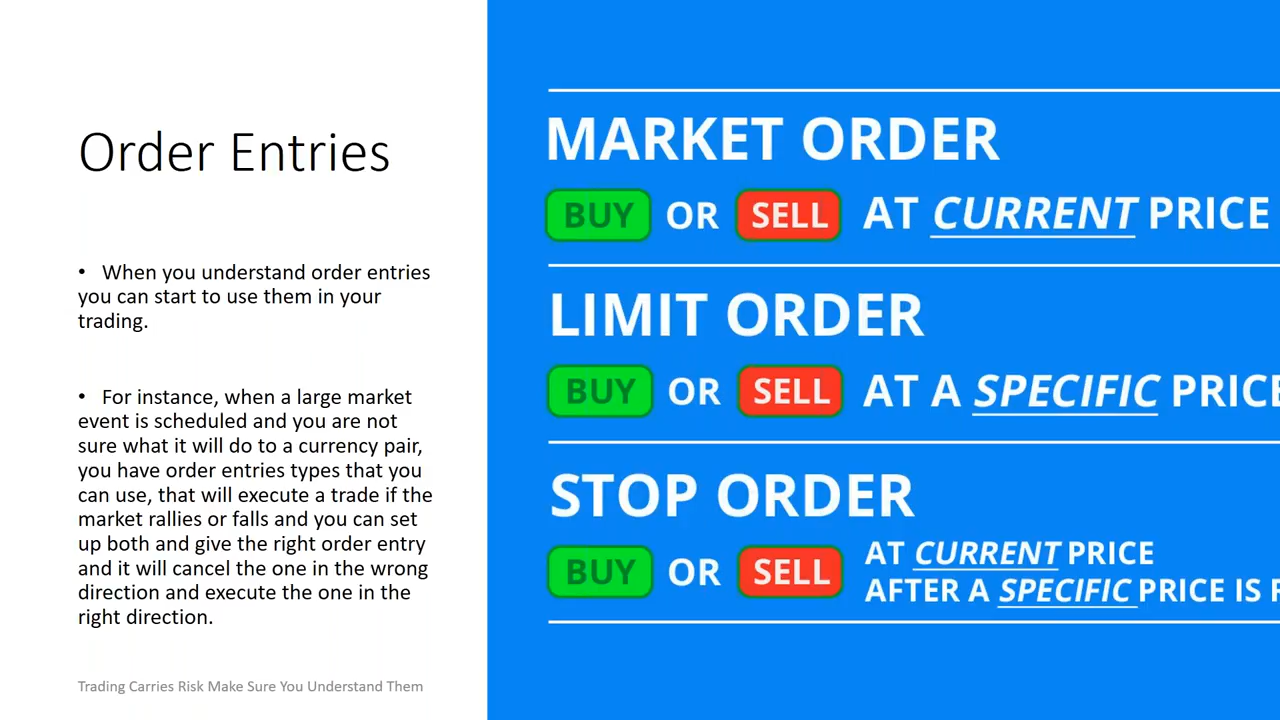 Order Entries
• When you understand order entries
you can start to use them in your
trading.
• For instance, when a large market
event is scheduled and you are not
sure what it will do to a currency pair,
you have order entries types that you
can use, that will execute a trade if the
market rallies or falls and you can set
up both and give the right order entry
and it will cancel the one in the wrong
direction and execute the one in the
right direction.
Trading Carries Risk Make Sure You Understand Them
MARKET ORDER
BUY OR SELL AT CURRENT PRICE
LIMIT ORDER
BUY OR SELL AT A SPECIFIC PRICE
STOP ORDER
BUY OR SELL AT CURRENT PRICE
AFTER A SPECIFIC PRICE IS